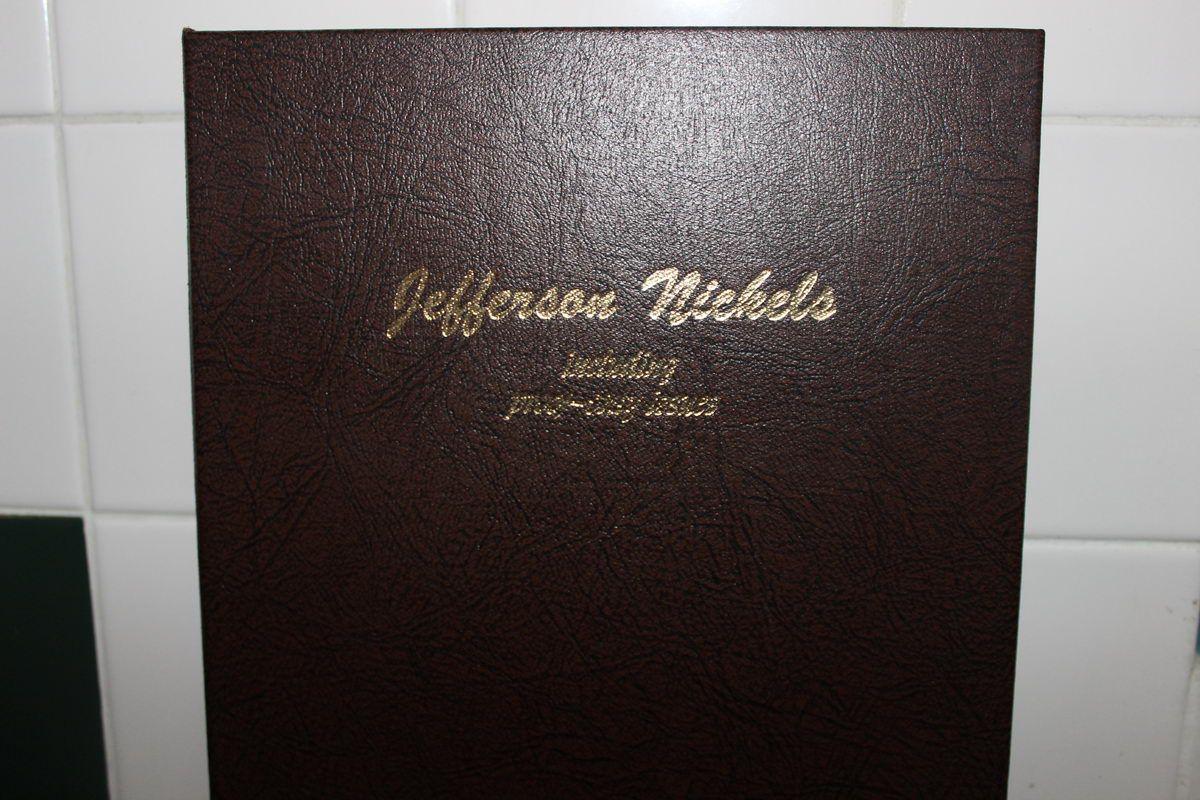 Jefferson Nickels
including
proof-only issues